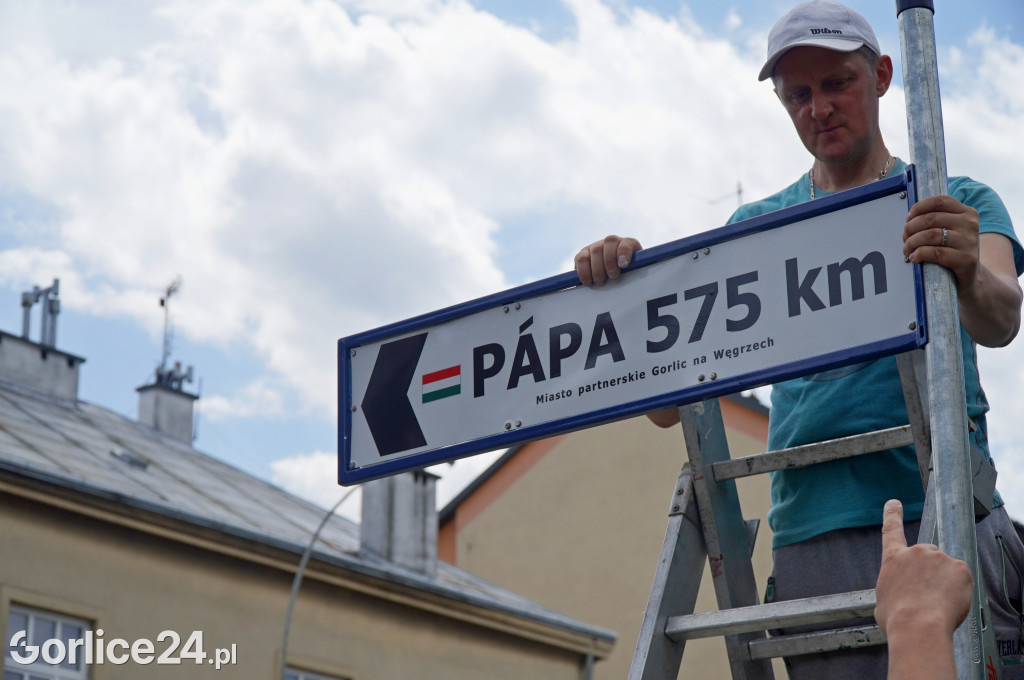 Wilson
PÁPA 575 km
Miasto partnerskie Gorlic na Węgrzech
Gorlice24.pl